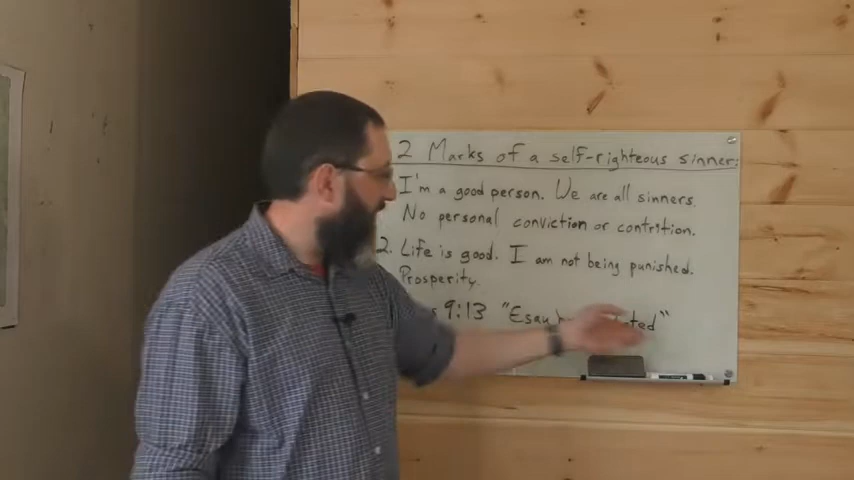 2 Marks of a self-righteous sinner:
I'm a good person. We are all sinners.
No personal conviction or contrition.
2. Life is good. I am not being punished.
Prosperity.
9:13 "Esau